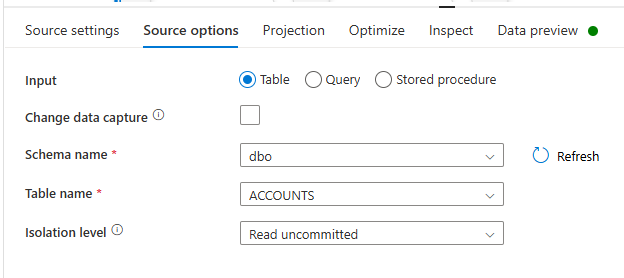 Source settings Source options Projection Optimize Inspect Data preview
Input Table Query Stored procedure
Change data capture
Schema name * dbo Refresh
Table name * ACCOUNTS
Isolation level Read uncommitted